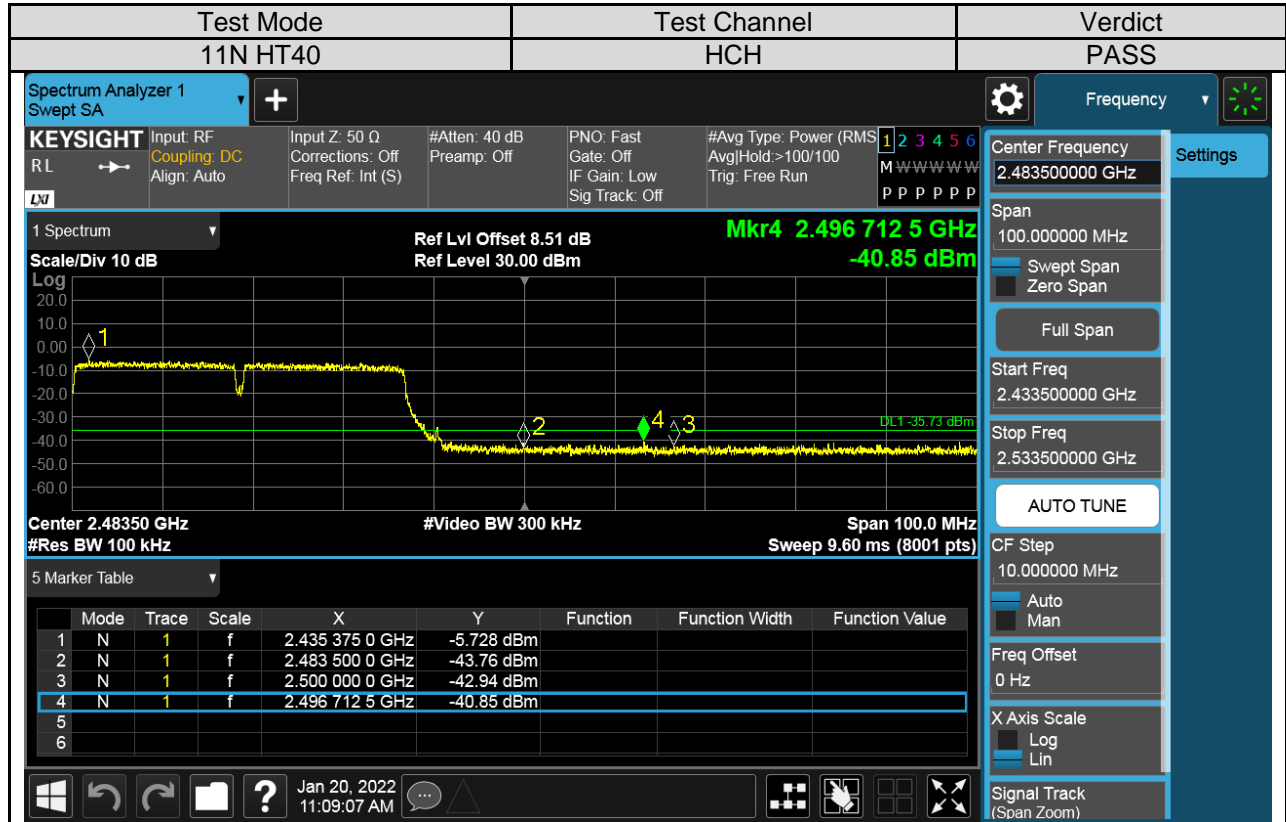 Test Mode Test Channel Verdict
11N HT40 HCH PASS
Spectrum Analyzer 1
Swept SA
+
Frequency
KEYSIGHT
RL
LXI
Input: RF
Coupling: DC
Align: Auto
Input Z: 50 Ω
Corrections: Off
Freq Ref: Int (S)
#Atten: 40 dB
Preamp: Off
PNO: Fast
Gate: Off
IF Gain: Low
Sig Track: Off
#Avg Type: Power (RMS
Avg|Hold:>100/100
Trig: Free Run
1 2 3 4 5 6
M W W W W W
P P P P P P
1 Spectrum
Scale/Div 10 dB
Ref Lvl Offset 8.51 dB
Ref Level 30.00 dBm
Mkr4 2.496 712 5 GHz
-40.85 dBm
Log
20.0
10.0
0.00
-10.0
-20.0
-30.0
-40.0
-50.0
-60.0
1
2
4
3
DL1 -35.73 dBm
Center 2.48350 GHz
#Res BW 100 kHz
#Video BW 300 kHz
Span 100.0 MHz
Sweep 9.60 ms (8001 pts)
5 Marker Table
Mode Trace Scale X Y Function Function Width Function Value
1 N 1 f 2.435 375 0 GHz -5.728 dBm
2 N 1 f 2.483 500 0 GHz -43.76 dBm
3 N 1 f 2.500 000 0 GHz -42.94 dBm
4 N 1 f 2.496 712 5 GHz -40.85 dBm
5
6
?
Jan 20, 2022
11:09:07 AM
Center Frequency
2.483500000 GHz
Settings
Span
100.000000 MHz
Swept Span
Zero Span
Full Span
Start Freq
2.433500000 GHz
Stop Freq
2.533500000 GHz
AUTO TUNE
CF Step
10.000000 MHz
Auto
Man
Freq Offset
0 Hz
X Axis Scale
Log
Lin
Signal Track
(Span Zoom)